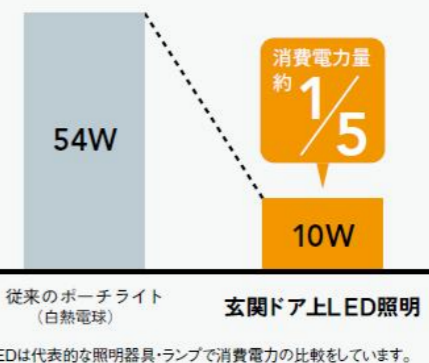 54W
消費電力量
約1/5
10W
従来のポーチライト
(白熱電球)
玄関ドア上LED照明
EDは代表的な照明器具・ランプで消費電力の比較をしています。